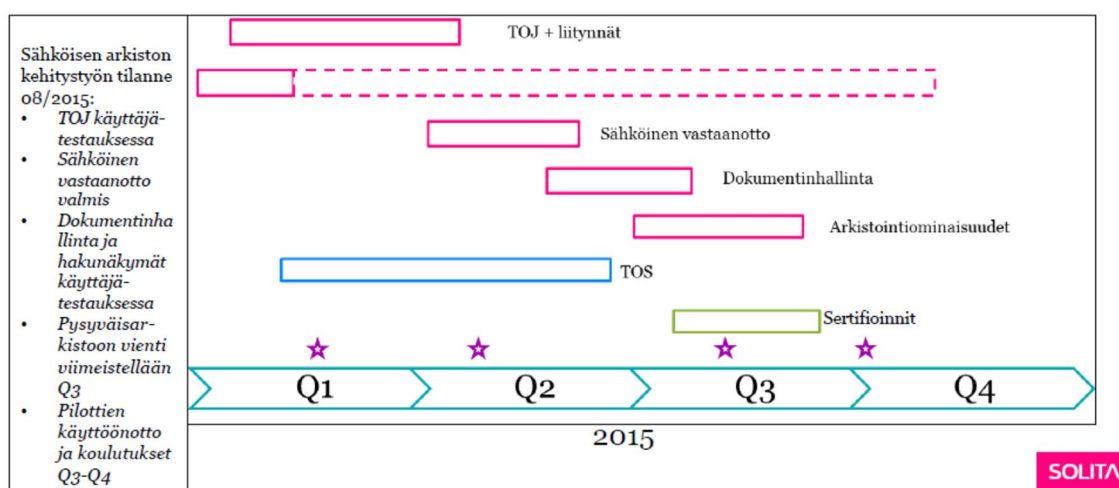 Sähköisen arkiston
kehitystyön tilanne
08/2015:
• TOJ käyttäjä-
testauksessa
• Sähköinen
vastaanotto
valmis
• Dokumentinha
llinta ja
hakunäkymät
käyttäjä-
testauksessa
• Pysyväisar-
kistoon vienti
viimeistellään
Q3
• Pilottien
käyttöönotto
ja koulutukset
Q3-Q4
TOJ + liitynnät
Sähköinen vastaanotto
Dokumentinhallinta
Arkistointiominaisuudet
TOS
Sertifioinnit
Q1 Q2 Q3 Q4
2015
SOLITA